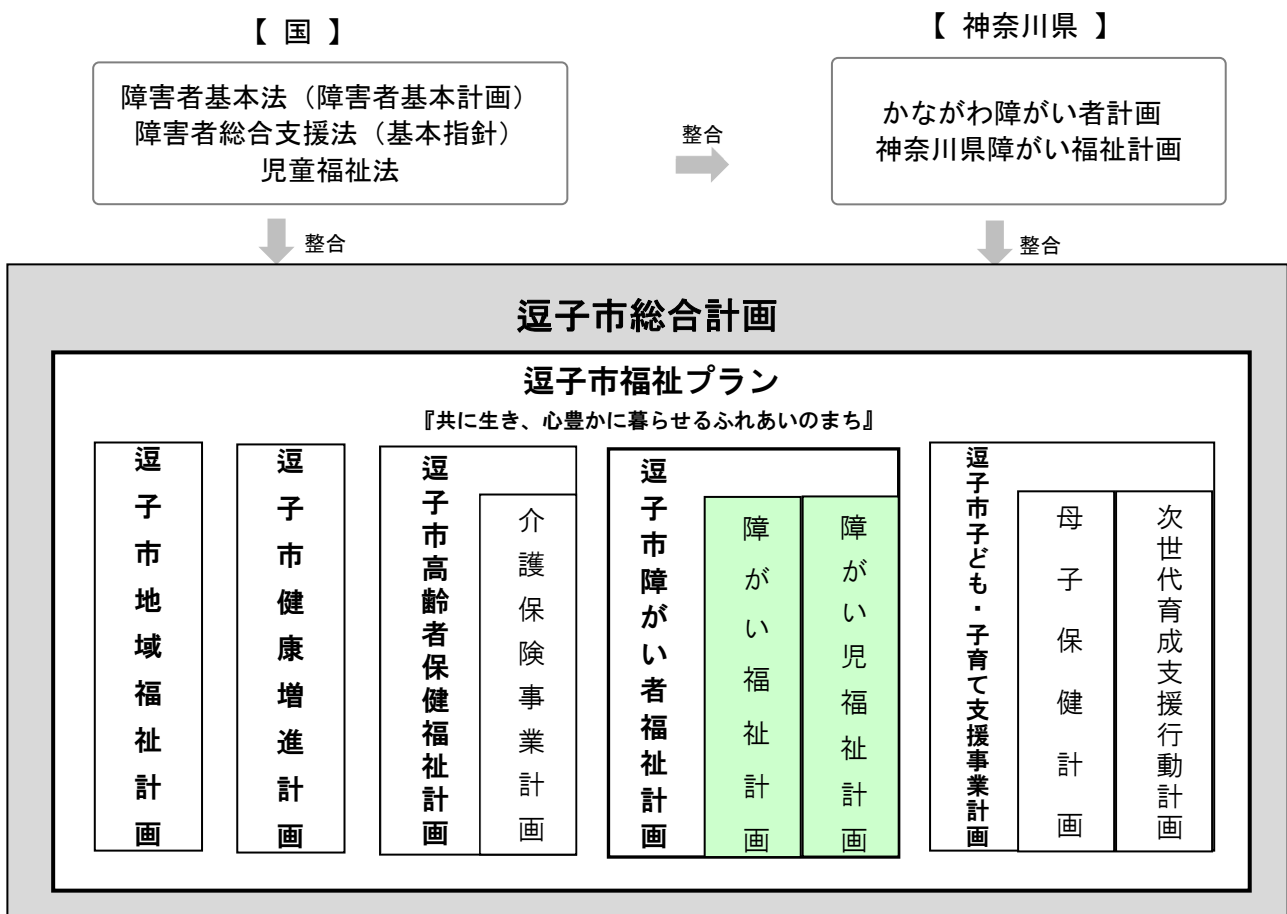 【 国 】
【 神奈川県 】
障害者基本法（障害者基本計画）
障害者総合支援法（基本指針）
児童福祉法
整合
かながわ障がい者計画
神奈川県障がい福祉計画
整合
整合
逗子市総合計画
逗子市福祉プラン
『共に生き、心豊かに暮らせるふれあいのまち』
逗子市地域福祉計画
逗子市健康増進計画
逗子市高齢者保健福祉計画
介護保険事業計画
逗子市障がい者福祉計画
障がい福祉計画
障がい児福祉計画
逗子市子ども・子育て支援事業計画
母子保健計画
次世代育成支援行動計画